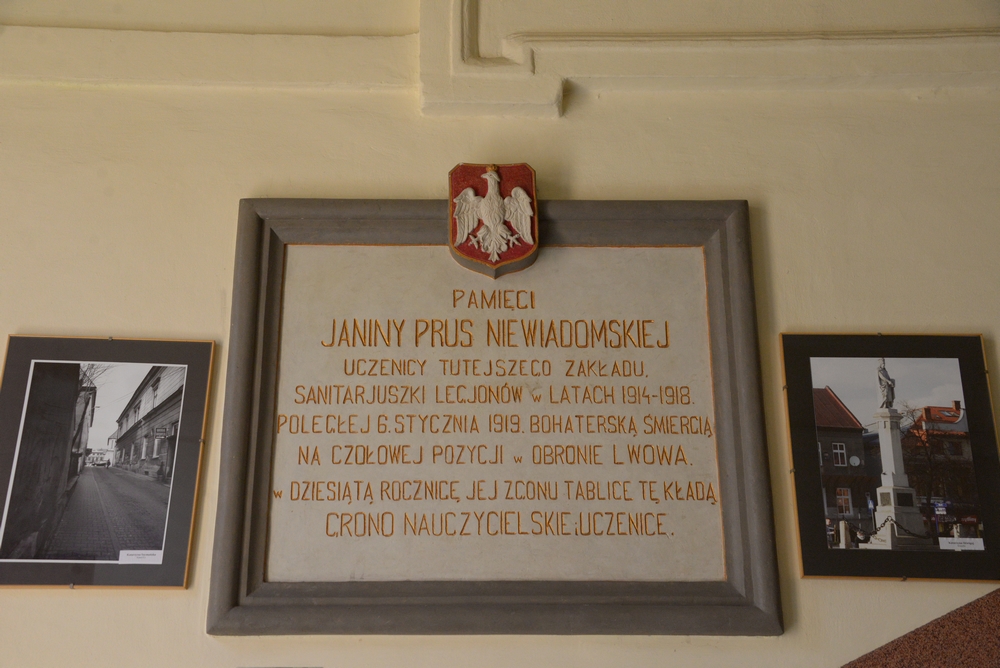 PAMIĘCI
JANINY PRUS NIEWIADOMSKIEJ
UCZENICY TUTEJSZEGO ZAKŁADU,
SANITARJUSZKI LEGJONÓW w LATACH 1914-1918.
POLEGŁEJ 6.STYCZNIA 1919. BOHATERSKĄ ŚMIERCIĄ
NA CZOŁOWEJ POZYCJI w OBRONIE LWOWA.
w DZIESIĄTĄ ROCZNICĘ JEJ ZGONU TABLICĘ TĘ KŁADĄ
GRONO NAUCZYCIELSKIE i UCZENICE.